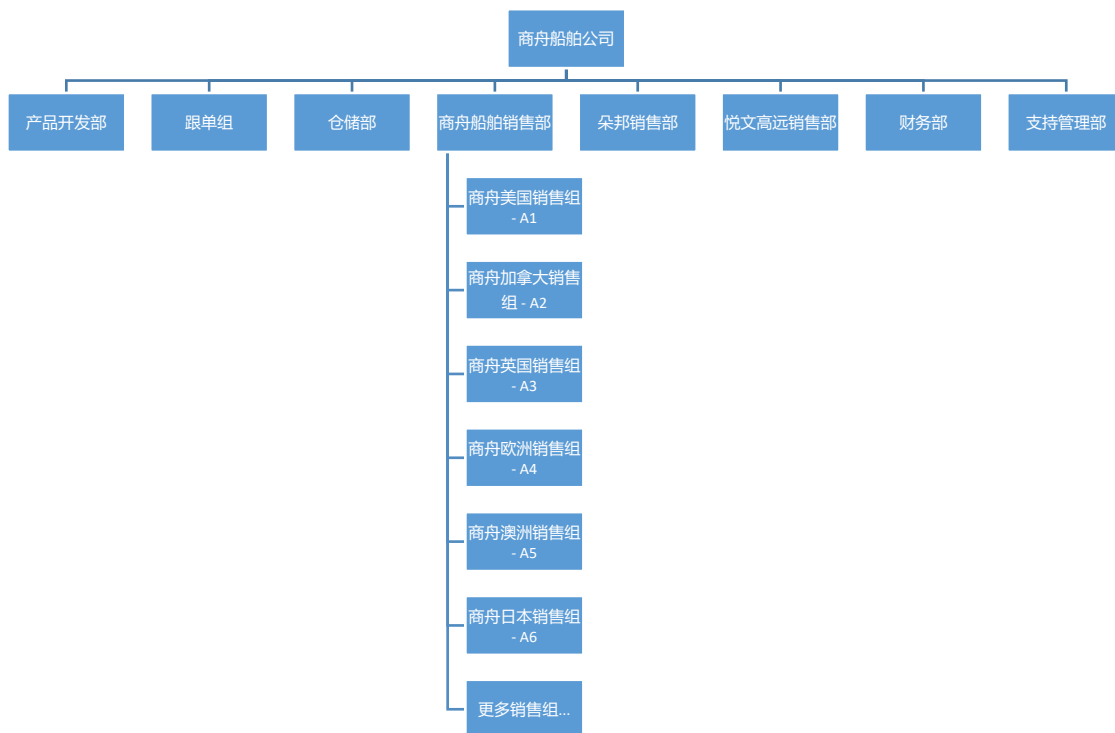 商舟船舶公司
产品开发部
跟单组
仓储部
商舟船舶销售部
朵邦销售部
悦文高远销售部
财务部
支持管理部
商舟美国销售组
- A1
商舟加拿大销售
组 - A2
商舟英国销售组
- A3
商舟欧洲销售组
- A4
商舟澳洲销售组
- A5
商舟日本销售组
- A6
更多销售组...